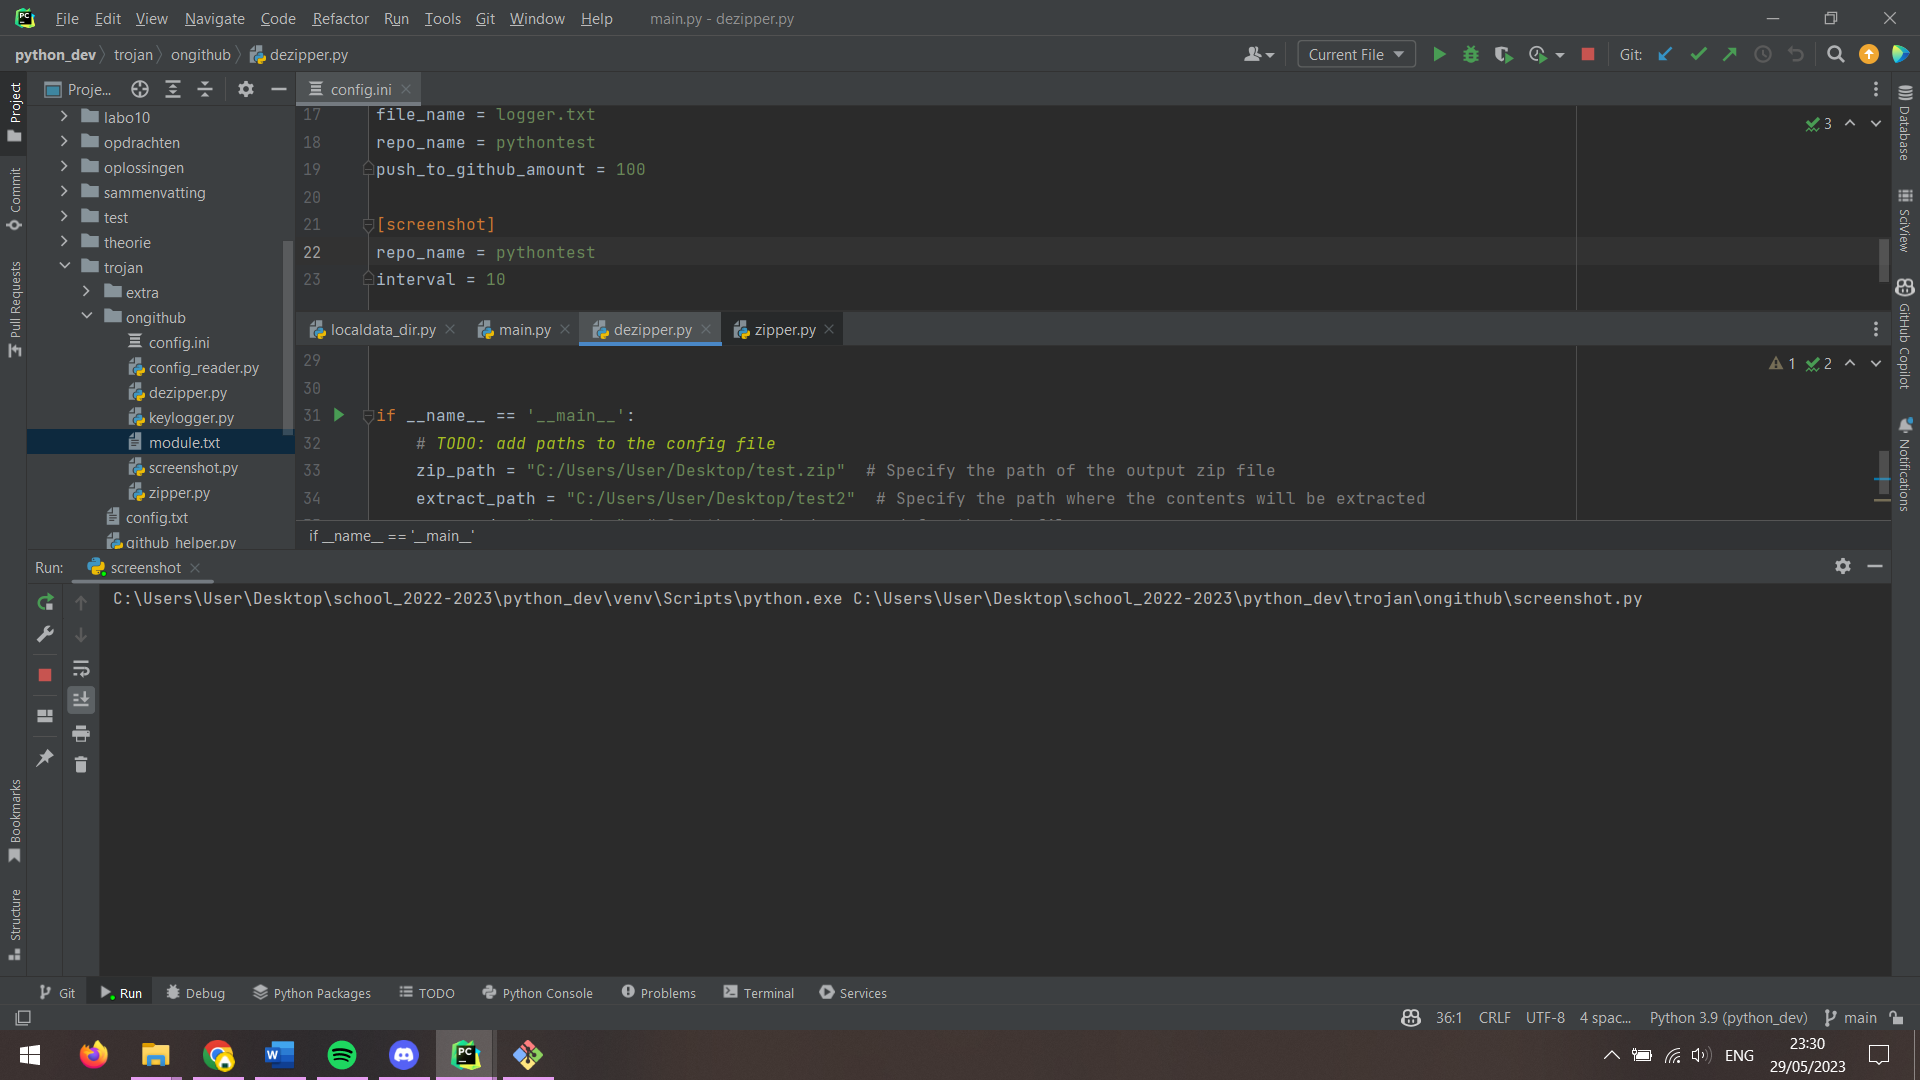 File Edit View Navigate Code Refactor Run Tools Git Window Help main.py - dezipper.py
python_dev trojan ongithub dezipper.py Current File Git:
Proje... config.ini
Project
Commit
Pull Requests
Bookmarks
Structure
labo10
opdrachten
oplossingen
sammenvatting
test
theorie
trojan
extra
ongithub
config.ini
config_reader.py
dezipper.py
keylogger.py
module.txt
screenshot.py
zipper.py
config.txt
github_helper.py
17 file_name = logger.txt
18 repo_name = pythontest
19 push_to_github_amount = 100
20
21 [screenshot]
22 repo_name = pythontest
23 interval = 10
3
localdata_dir.py main.py dezipper.py zipper.py
1 2
29
30
31 if __name__ == '__main__':
32 # TODO: add paths to the config file
33 zip_path = "C:/Users/User/Desktop/test.zip" # Specify the path of the output zip file
34 extract_path = "C:/Users/User/Desktop/test2" # Specify the path where the contents will be extracted
if __name__ == '__main__'
Database
SciView
GitHub Copilot
Notifications
Run: screenshot
C:\Users\User\Desktop\school_2022-2023\python_dev\venv\Scripts\python.exe C:\Users\User\Desktop\school_2022-2023\python_dev\trojan\ongithub\screenshot.py
Git Run Debug Python Packages TODO Python Console Problems Terminal Services
36:1 CRLF UTF-8 4 spac... Python 3.9 (python_dev) main
ENG
23:30
29/05/2023